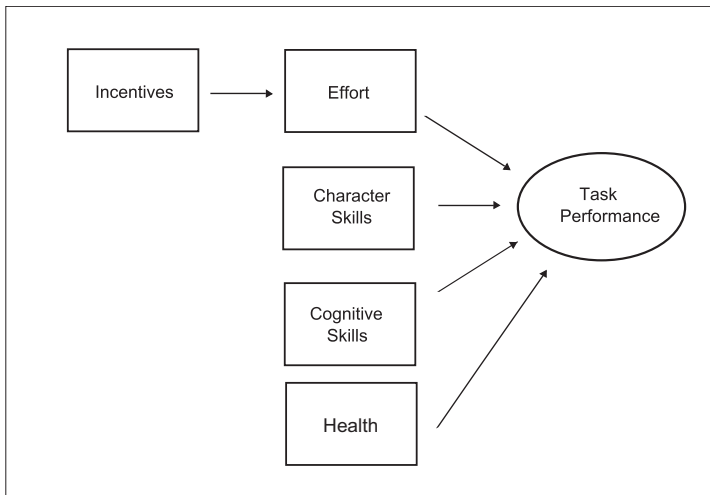 Incentives
Effort
Character
Skills
Task
Performance
Cognitive
Skills
Health